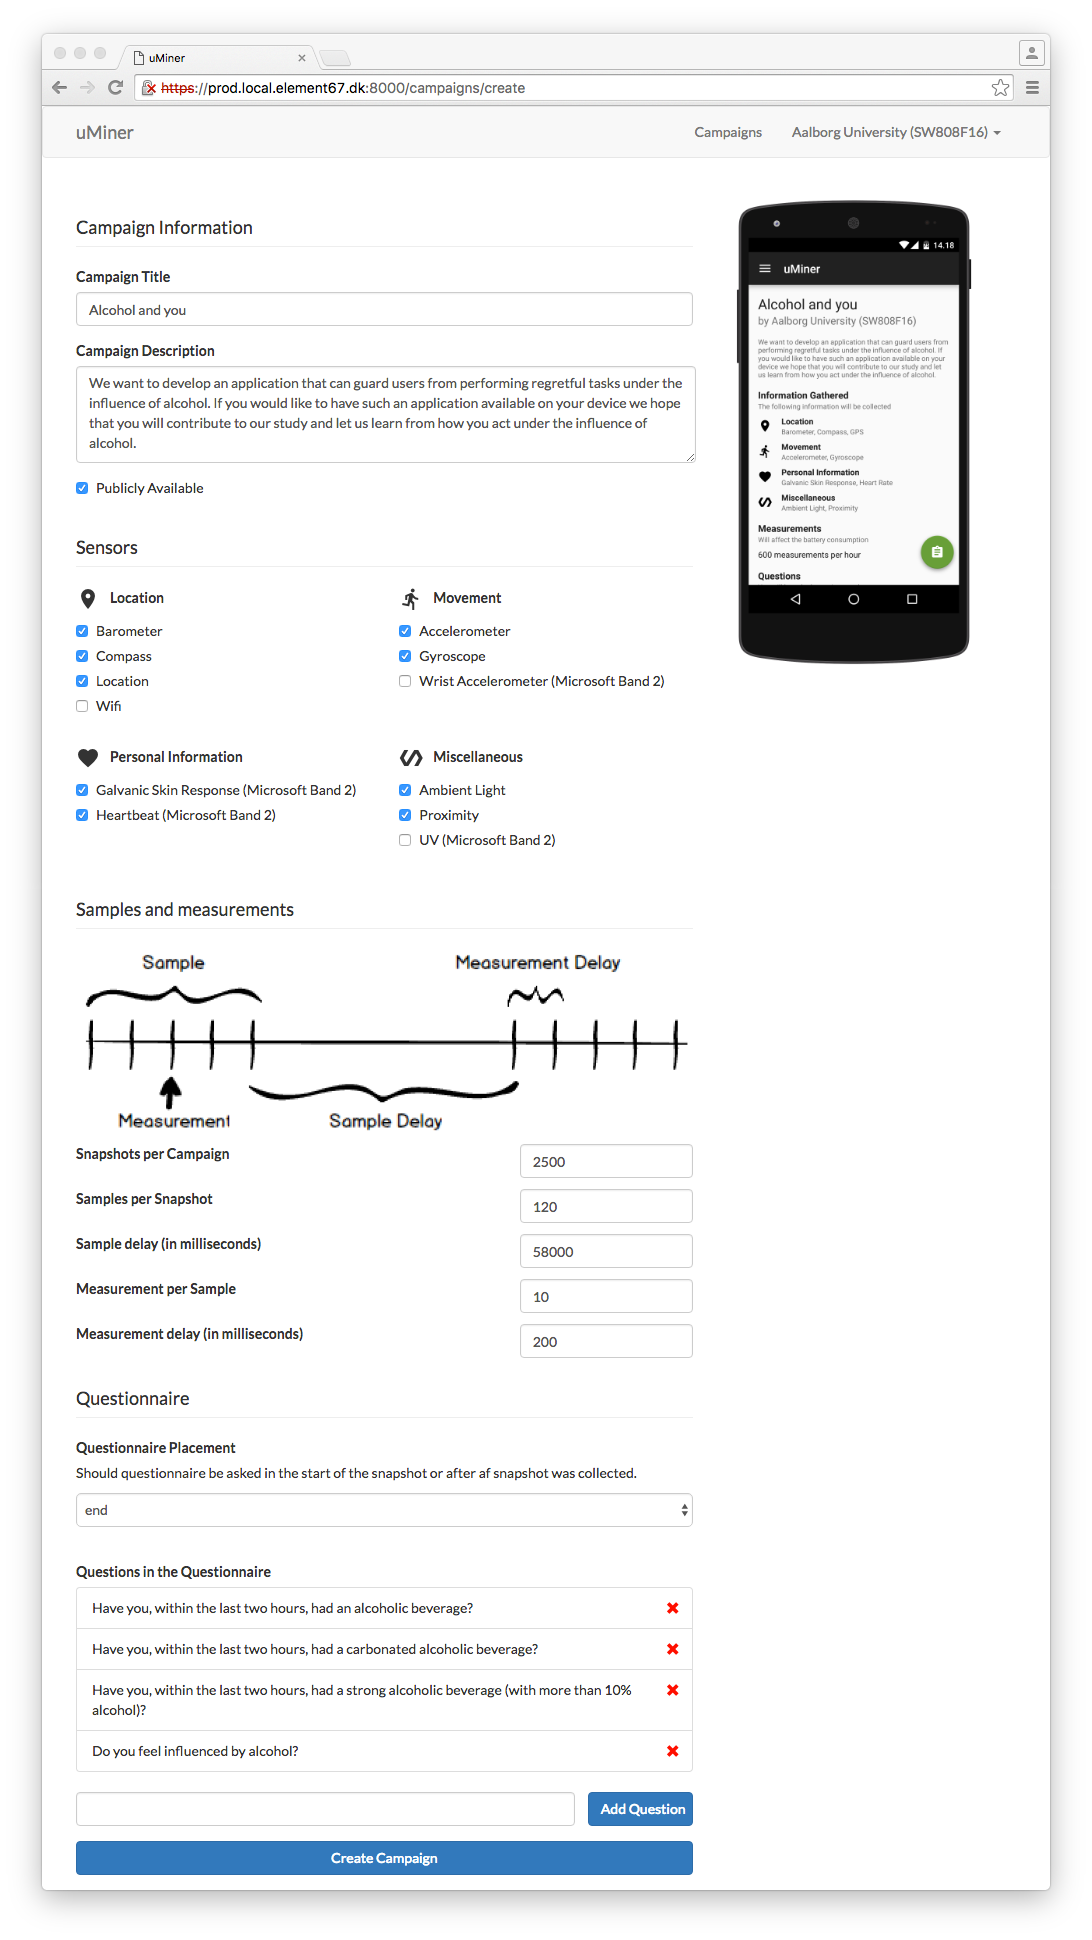 uMiner
https://prod.local.element67.dk:8000/campaigns/create
uMiner
Campaigns
Aalborg University (SW808F16)
Campaign Information
Campaign Title
Alcohol and you
Campaign Description
We want to develop an application that can guard users from performing regretful tasks under the
influence of alcohol. If you would like to have such an application available on your device we hope
that you will contribute to our study and let us learn from how you act under the influence of
alcohol.
Publicly Available
Sensors
Location
Barometer
Compass
Location
Wifi
Movement
Accelerometer
Gyroscope
Wrist Accelerometer (Microsoft Band 2)
Personal Information
Galvanic Skin Response (Microsoft Band 2)
Heartbeat (Microsoft Band 2)
Miscellaneous
Ambient Light
Proximity
UV (Microsoft Band 2)
Samples and measurements
Sample
Measurement Delay
Measurement
Sample Delay
Snapshots per Campaign
2500
Samples per Snapshot
120
Sample delay (in milliseconds)
58000
Measurement per Sample
10
Measurement delay (in milliseconds)
200
Questionnaire
Questionnaire Placement
Should questionnaire be asked in the start of the snapshot or after af snapshot was collected.
end
Questions in the Questionnaire
Have you, within the last two hours, had an alcoholic beverage?
Have you, within the last two hours, had a carbonated alcoholic beverage?
Have you, within the last two hours, had a strong alcoholic beverage (with more than 10%
alcohol)?
Do you feel influenced by alcohol?
Add Question
Create Campaign
14.18
uMiner
Alcohol and you
by Aalborg University (SW808F16)
We want to develop an application that can guard users from
performing regretful tasks under the influence of alcohol. If
you would like to have such an application available on your
device we hope that you will contribute to our study and let
us learn from how you act under the influence of alcohol.
Information Gathered
The following information will be collected
Location
Barometer, Compass, GPS
Movement
Accelerometer, Gyroscope
Personal Information
Galvanic Skin Response, Heart Rate
Miscellaneous
Ambient Light, Proximity
Measurements
Will affect the battery consumption
600 measurements per hour
Questions